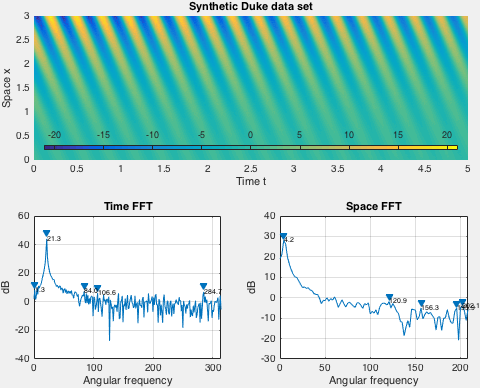 Synthetic Duke data set
3
2.5
2
1.5
1
0.5
0
Space x
-20 -15 -10 -5 0 5 10 15 20
0 0.5 1 1.5 2 2.5 3 3.5 4 4.5 5
Time t
Time FFT
60
40
20
0
-20
-40
dB
21.3
106.6
284.7
0 100 200 300
Angular frequency
Space FFT
40
30
20
10
0
-10
-20
-30
dB
4.2
120.9
156.3
0 50 100 150 200
Angular frequency